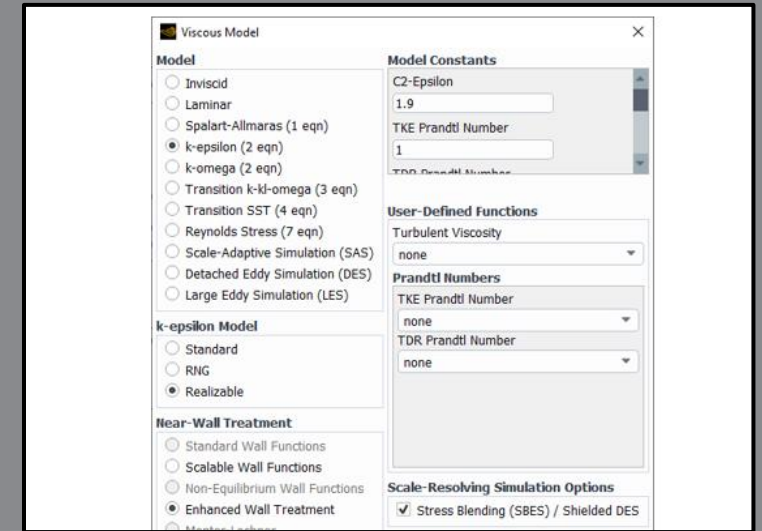 Viscous Model
Model
Inviscid
Laminar
Spalart-Allmaras (1 eqn)
k-epsilon (2 eqn)
k-omega (2 eqn)
Transition k-kl-omega (3 eqn)
Transition SST (4 eqn)
Reynolds Stress (7 eqn)
Scale-Adaptive Simulation (SAS)
Detached Eddy Simulation (DES)
Large Eddy Simulation (LES)
k-epsilon Model
Standard
RNG
Realizable
Near-Wall Treatment
Standard Wall Functions
Scalable Wall Functions
Non-Equilibrium Wall Functions
Enhanced Wall Treatment
Menter-Lechner
Model Constants
C2-Epsilon
1.9
TKE Prandtl Number
1
TDR Prandtl Number
User-Defined Functions
Turbulent Viscosity
none
Prandtl Numbers
TKE Prandtl Number
none
TDR Prandtl Number
none
Scale-Resolving Simulation Options
Stress Blending (SBES) / Shielded DES